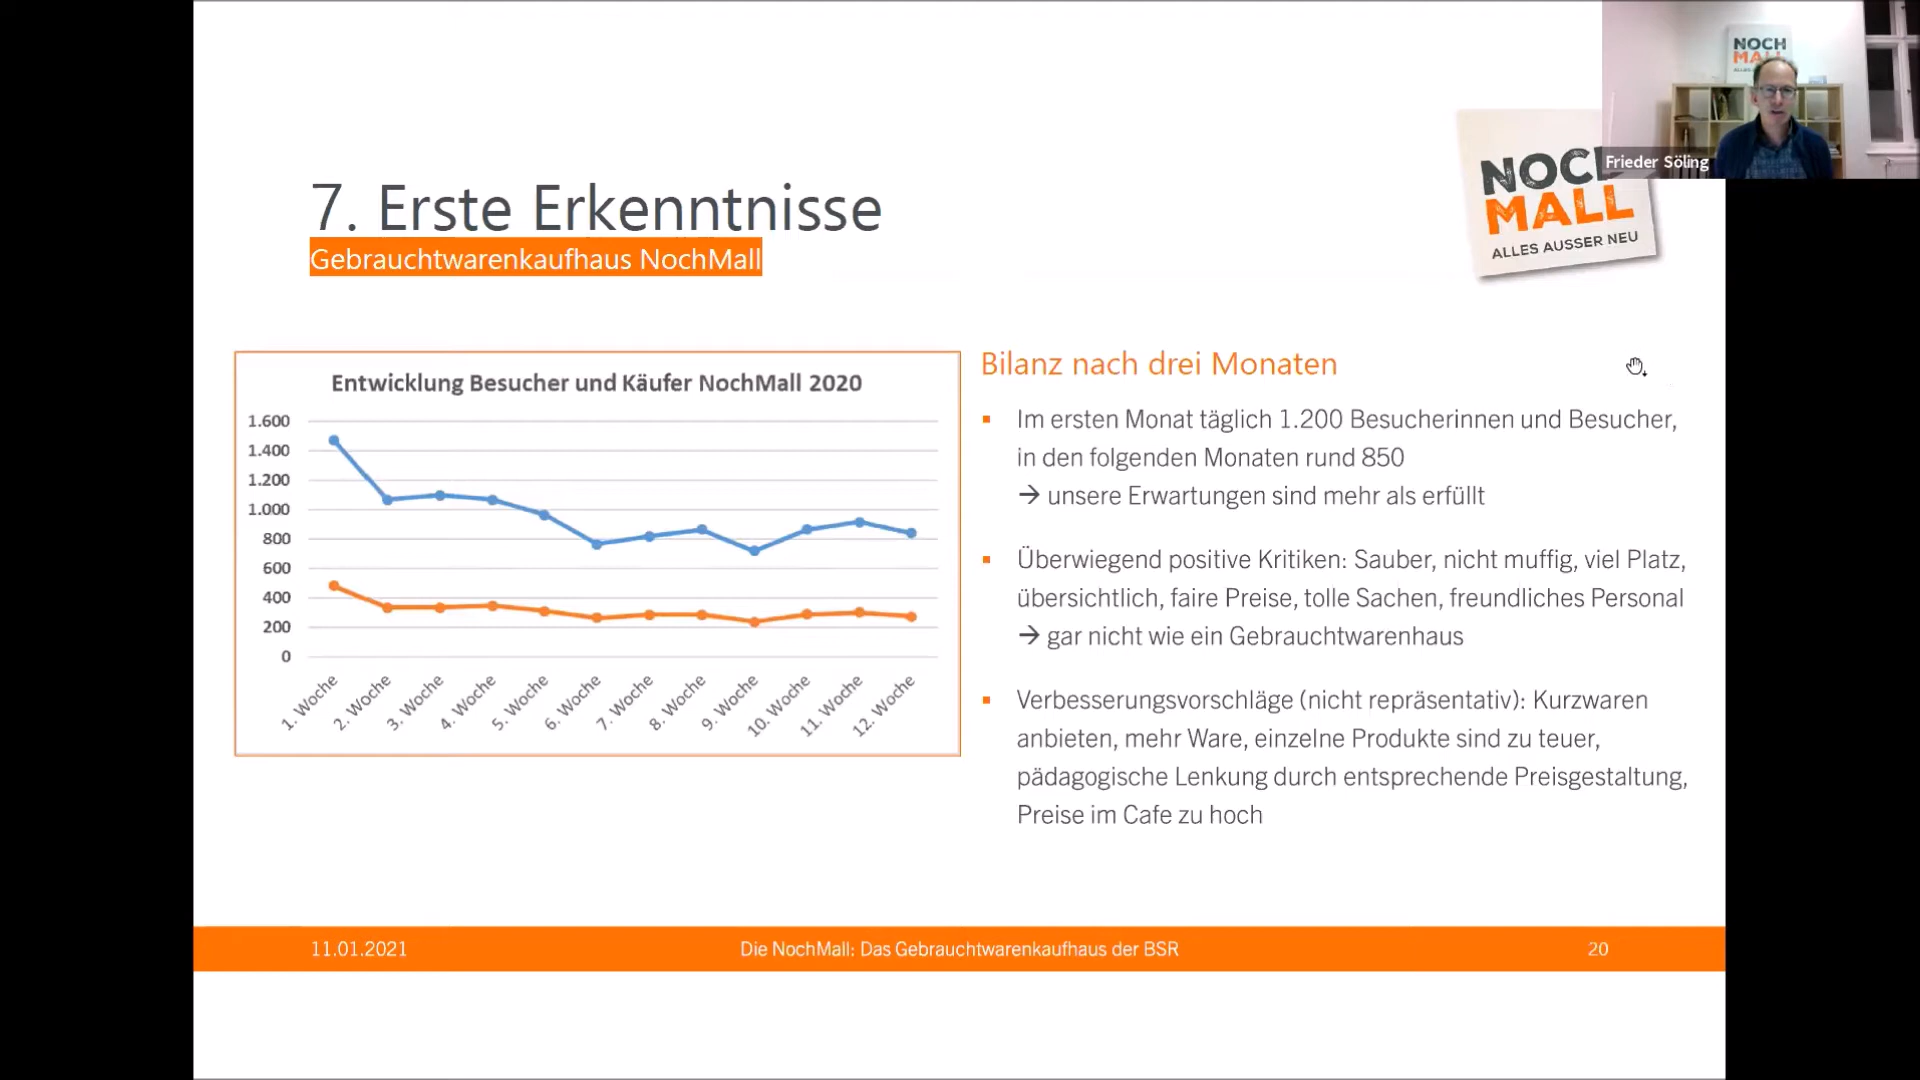 NOCH
MALL
Frieder Söling
NOC
MALL
ALLES AUSSER NEU
7. Erste Erkenntnisse
Gebrauchtwarenkaufhaus NochMall
Entwicklung Besucher und Käufer NochMall 2020
1.600
1.400
1.200
1.000
800
600
400
200
0
1. Woche
2. Woche
3. Woche
4. Woche
5. Woche
6. Woche
7. Woche
8. Woche
9. Woche
10. Woche
11. Woche
12. Woche
Bilanz nach drei Monaten
▪ Im ersten Monat täglich 1.200 Besucherinnen und Besucher,
in den folgenden Monaten rund 850
→ unsere Erwartungen sind mehr als erfüllt
▪ Überwiegend positive Kritiken: Sauber, nicht muffig, viel Platz,
übersichtlich, faire Preise, tolle Sachen, freundliches Personal
→ gar nicht wie ein Gebrauchtwarenhaus
▪ Verbesserungsvorschläge (nicht repräsentativ): Kurzwaren
anbieten, mehr Ware, einzelne Produkte sind zu teuer,
pädagogische Lenkung durch entsprechende Preisgestaltung,
Preise im Cafe zu hoch
11.01.2021
Die NochMall: Das Gebrauchtwarenkaufhaus der BSR
20